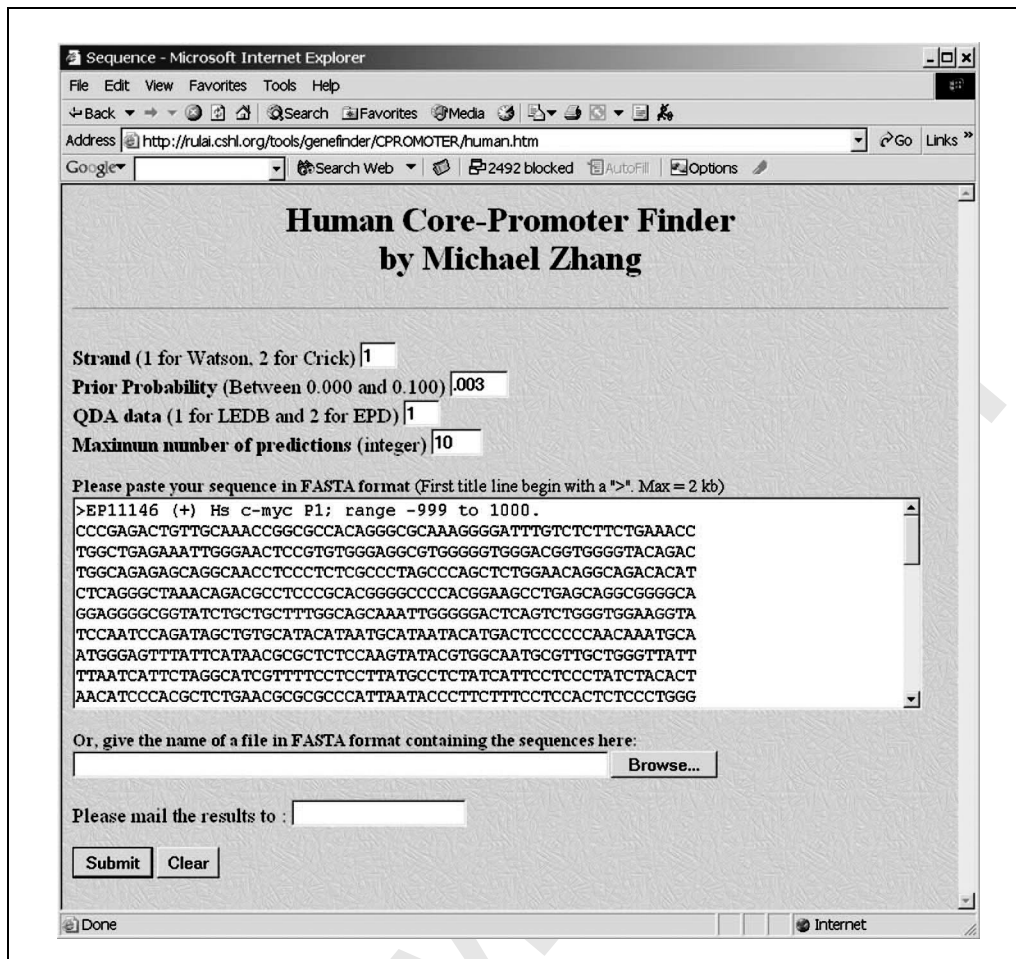 Sequence - Microsoft Internet Explorer
File Edit View Favorites Tools Help
Back Search Favorites Media
Address http://rulai.cshl.org/tools/genefinder/CPROMOTER/human.htm Go Links »
Google Search Web 2492 blocked AutoFill Options
Human Core-Promoter Finder
by Michael Zhang
Strand (1 for Watson, 2 for Crick) 1
Prior Probability (Between 0.000 and 0.100) .003
QDA data (1 for LEDB and 2 for EPD) 1
Maximun number of predictions (integer) 10
Please paste your sequence in FASTA format (First title line begin with a ">". Max = 2 kb)
>EP11146 (+) Hs c-myc P1; range -999 to 1000.
CCCGAGACTGTTGCAAACCGGCGCCACAGGGCGCAAAGGGGATTTGTCTCTTCTGAAACC
TGGCTGAGAAATTGGGAACTCCGTGTGGGAGGCGTGGGGGTGGGACGGTGGGGTACAGAC
TGGCAGAGAGCAGGCAACCTCCCTCTCGCCCTAGCCCAGCTCTGGAACAGGCAGACACAT
CTCAGGGCTAAACAGACGCCTCCCGCACGGGGCCCCACGGAAGCCTGAGCAGGCGGGGCA
GGAGGGGCGGTATCTGCTGCTTTGGCAGCAAATTGGGGGACTCAGTCTGGGTGGAAGGTA
TCCAATCCAGATAGCTGTGCATACATAATGCATAATACATGACTCCCCCCAACAAATGCA
ATGGGAGTTTATTCATAACGCGCTCTCCAAGTATACGTGGCAATGCGTTGCTGGGTTATT
TTAATCATTCTAGGCATCGTTTTCCTCCTTATGCCTCTATCATTCCTCCCTATCTACACT
AACATCCCACGCTCTGAACGCGCGCCCATTAATACCCTTCTTTCCTCCACTCTCCCTGGG
Or, give the name of a file in FASTA format containing the sequences here:
Browse...
Please mail the results to :
Submit Clear
Done Internet